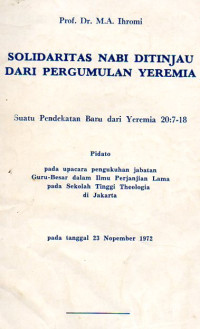 Prof. Dr. M.A. Ihromi
SOLIDARITAS NABI DITINJAU
DARI PERGUMULAN YEREMIA
Suatu Pendekatan Baru dari Yeremia 20:7-18
Pidato
pada upacara pengukuhan jabatan
Guru-Besar dalam Ilmu Perjanjian Lama
pada Sekolah Tinggi Theologia
di Jakarta
pada tanggal 23 Nopember 1972